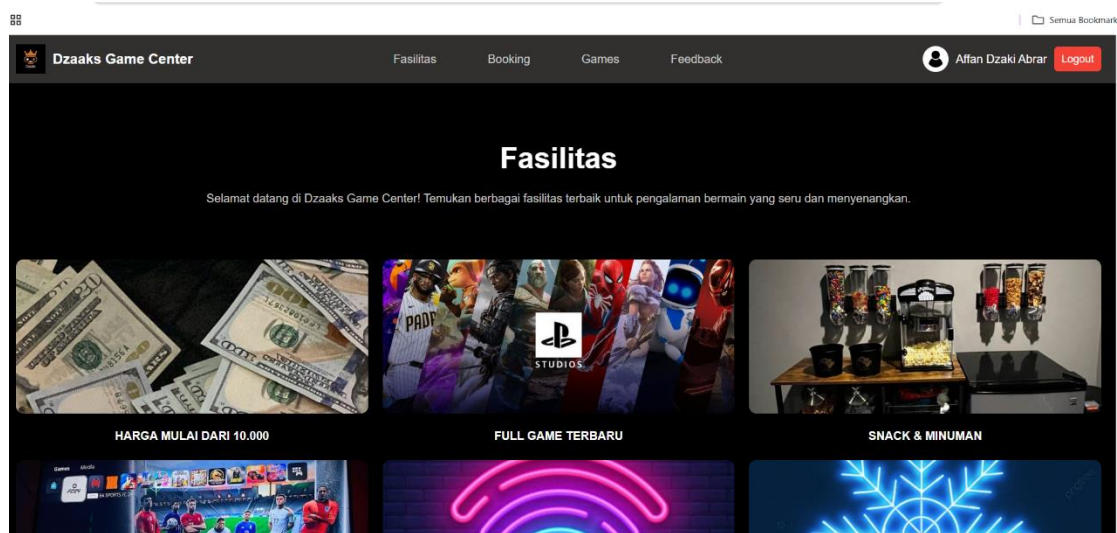 Semua Bookmark
Dzaaks Game Center
Fasilitas
Booking
Games
Feedback
Affan Dzaki Abrar
Logout
Fasilitas
Selamat datang di Dzaaks Game Center! Temukan berbagai fasilitas terbaik untuk pengalaman bermain yang seru dan menyenangkan.
STUDIOS
HARGA MULAI DARI 10.000
FULL GAME TERBARU
SNACK & MINUMAN
Games Media